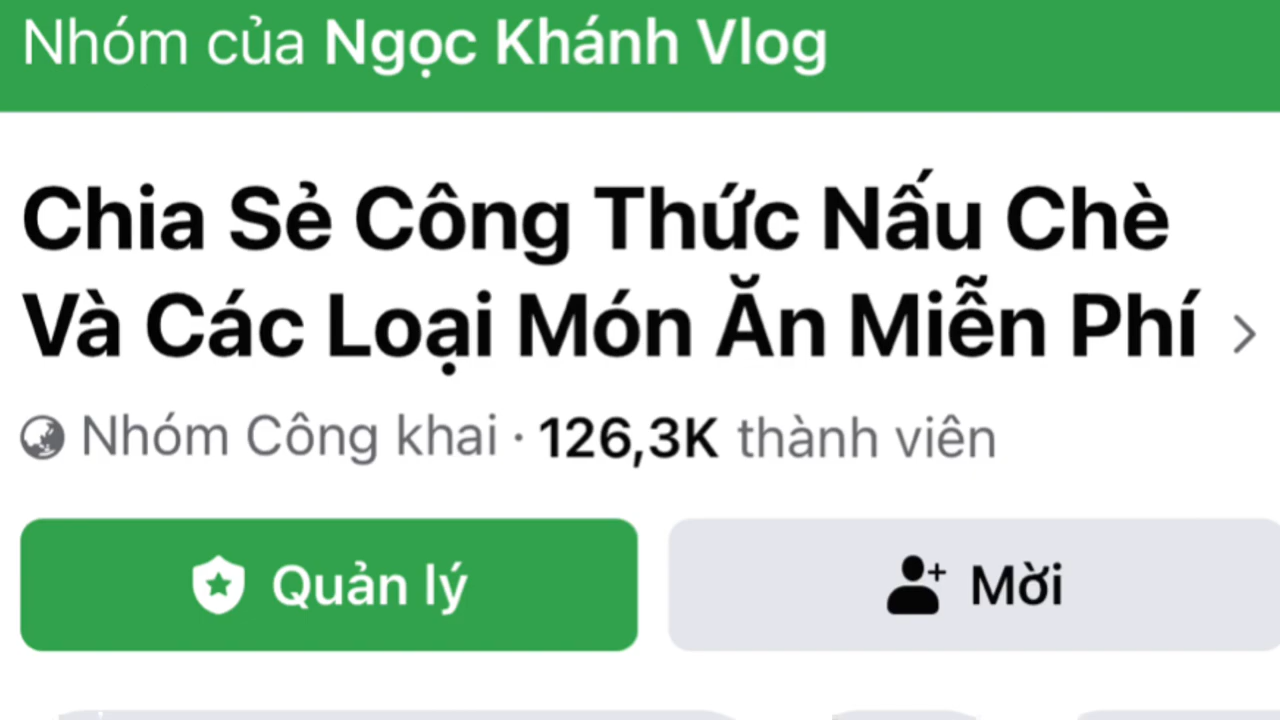 Nhóm của Ngọc Khánh Vlog
Chia Sẻ Công Thức Nấu Chè
Và Các Loại Món Ăn Miễn Phí
Nhóm Công khai · 126,3K thành viên
Quản lý
Mời